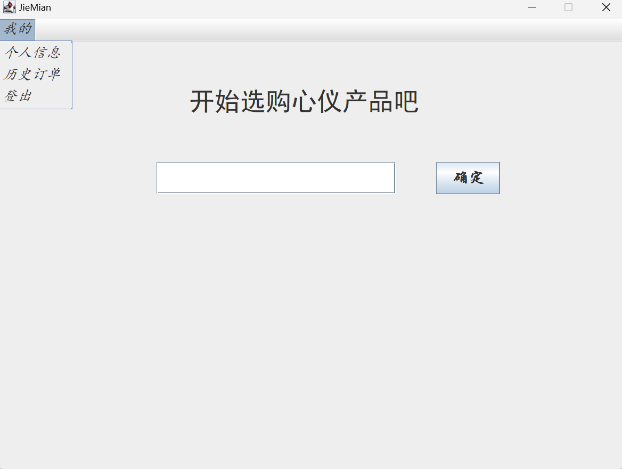 JieMian
我的
个人信息
历史订单
登出
开始选购心仪产品吧
确定